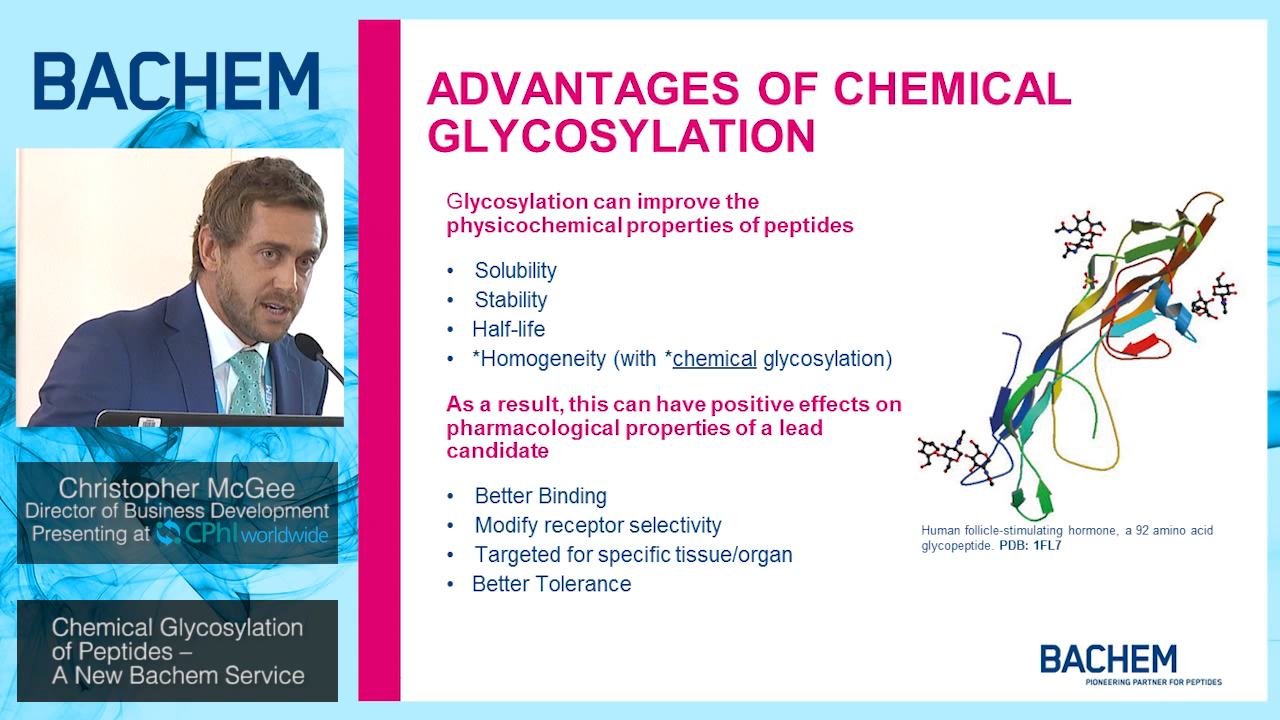 BACHEM
Christopher McGee
Director of Business Development
Presenting at CPhI worldwide
Chemical Glycosylation
of Peptides –
A New Bachem Service
ADVANTAGES OF CHEMICAL
GLYCOSYLATION
Glycosylation can improve the
physicochemical properties of peptides
• Solubility
• Stability
• Half-life
• *Homogeneity (with *chemical glycosylation)
As a result, this can have positive effects on
pharmacological properties of a lead
candidate
• Better Binding
• Modify receptor selectivity
• Targeted for specific tissue/organ
• Better Tolerance
Human follicle-stimulating hormone, a 92 amino acid
glycopeptide. PDB: 1FL7
BACHEM
PIONEERING PARTNER FOR PEPTIDES